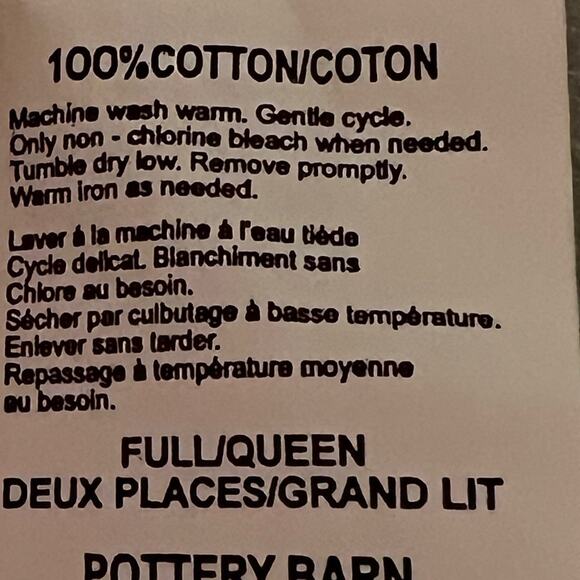 100%COTTON/COTON
Machine wash warm. Gentle cycle.
Only non - chlorine bleach when needed.
Tumble dry low. Remove promptly.
Warm iron as needed.
Laver á la machine à l'eau tiède
Cycle delicat. Blanchiment sans
Chlore au besoin.
Sécher par culbutage à basse température.
Enlever sans tarder.
Repassage à température moyenne
au besoin.
FULL/QUEEN
DEUX PLACES/GRAND LIT
POTTERY BARN